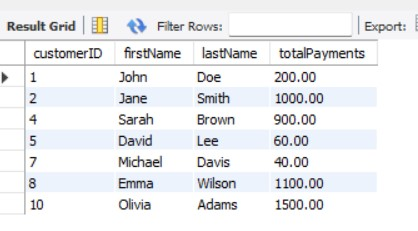 Result Grid Filter Rows: Export:
customerID firstName lastName totalPayments
1 John Doe 200.00
2 Jane Smith 1000.00
4 Sarah Brown 900.00
5 David Lee 60.00
7 Michael Davis 40.00
8 Emma Wilson 1100.00
10 Olivia Adams 1500.00